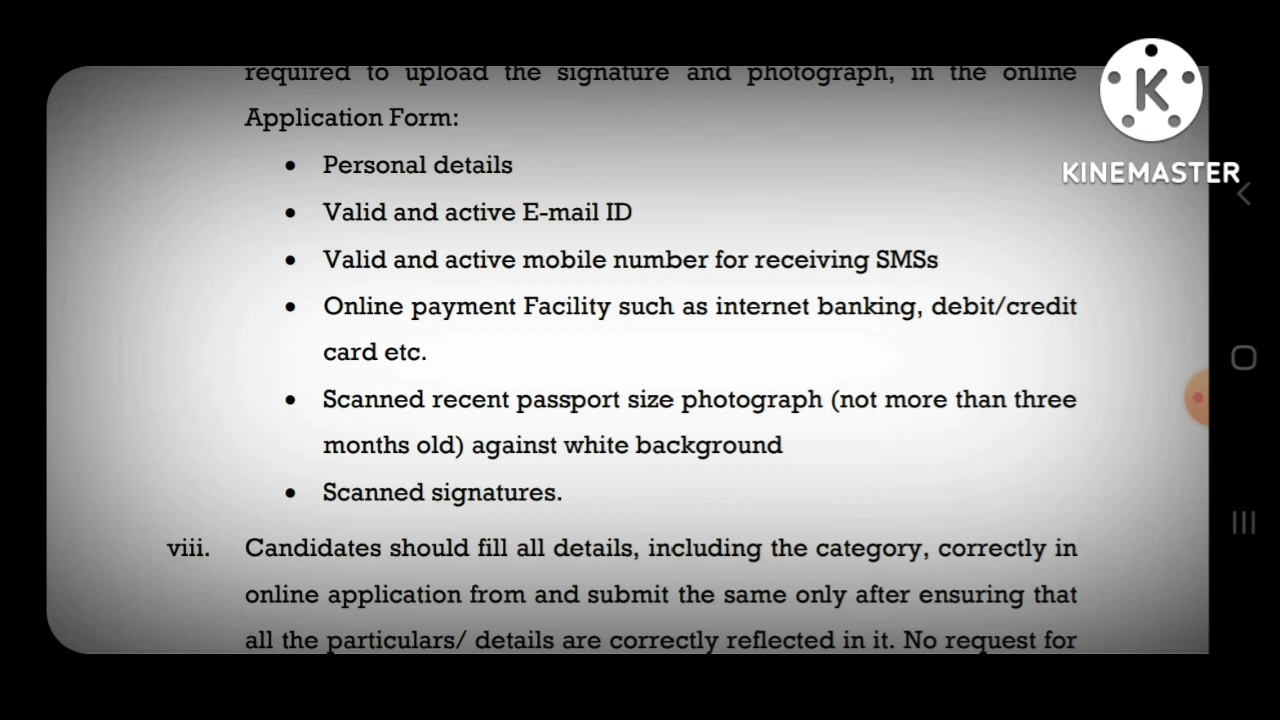 required to upload the signature and photograph, in the online
Application Form:
• Personal details
• Valid and active E-mail ID
• Valid and active mobile number for receiving SMSs
• Online payment Facility such as internet banking, debit/credit
card etc.
• Scanned recent passport size photograph (not more than three
months old) against white background
• Scanned signatures.
viii. Candidates should fill all details, including the category, correctly in
online application from and submit the same only after ensuring that
all the particulars/ details are correctly reflected in it. No request for
K
KINEMASTER